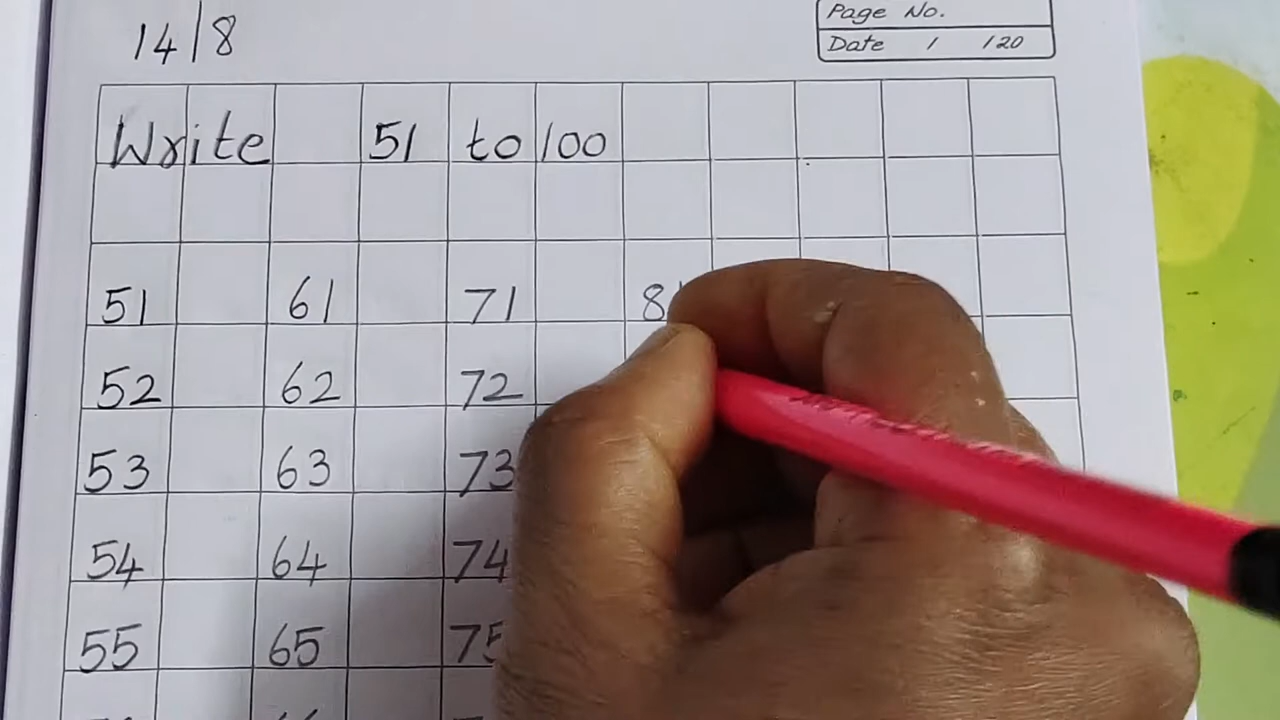 Page No.
14/8
Date / /20
Write 51 to 100
51 61 71 81
52 62 72
53 63 73
54 64 74
55 65 75